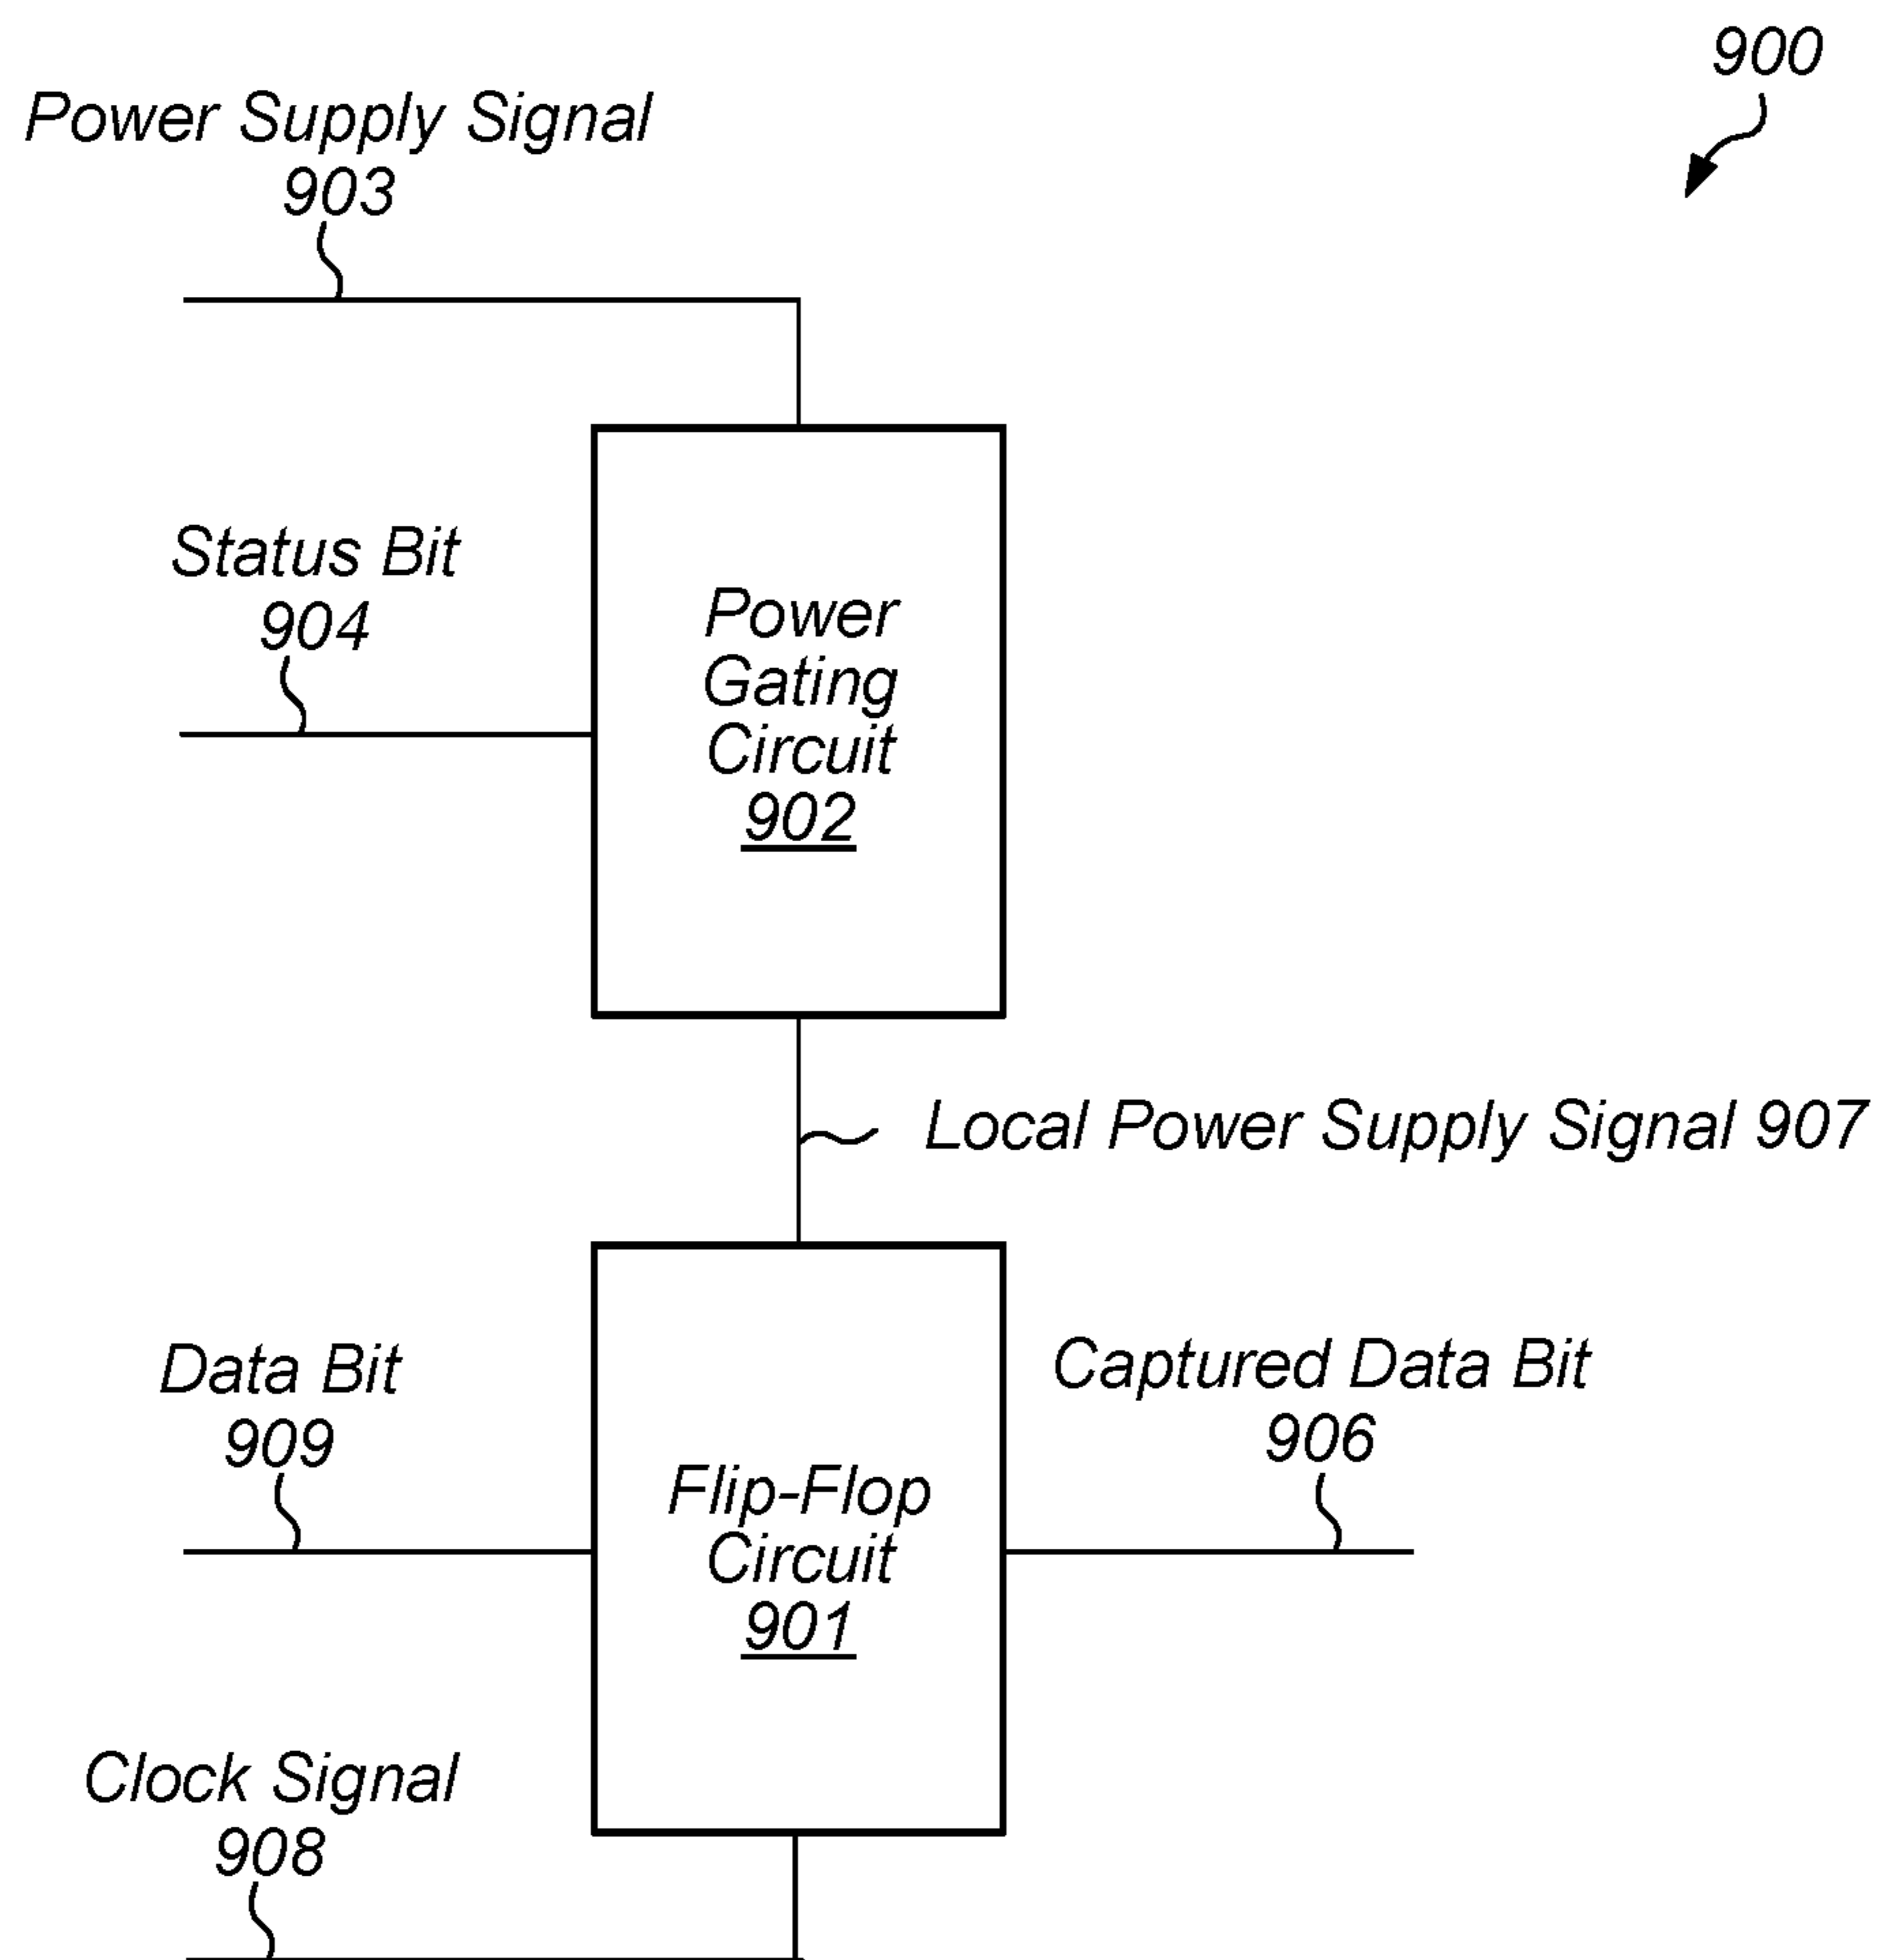 900
Power Supply Signal
903
Status Bit
904
Power
Gating
Circuit
902
Local Power Supply Signal 907
Data Bit
909
Captured Data Bit
906
Flip-Flop
Circuit
901
Clock Signal
908